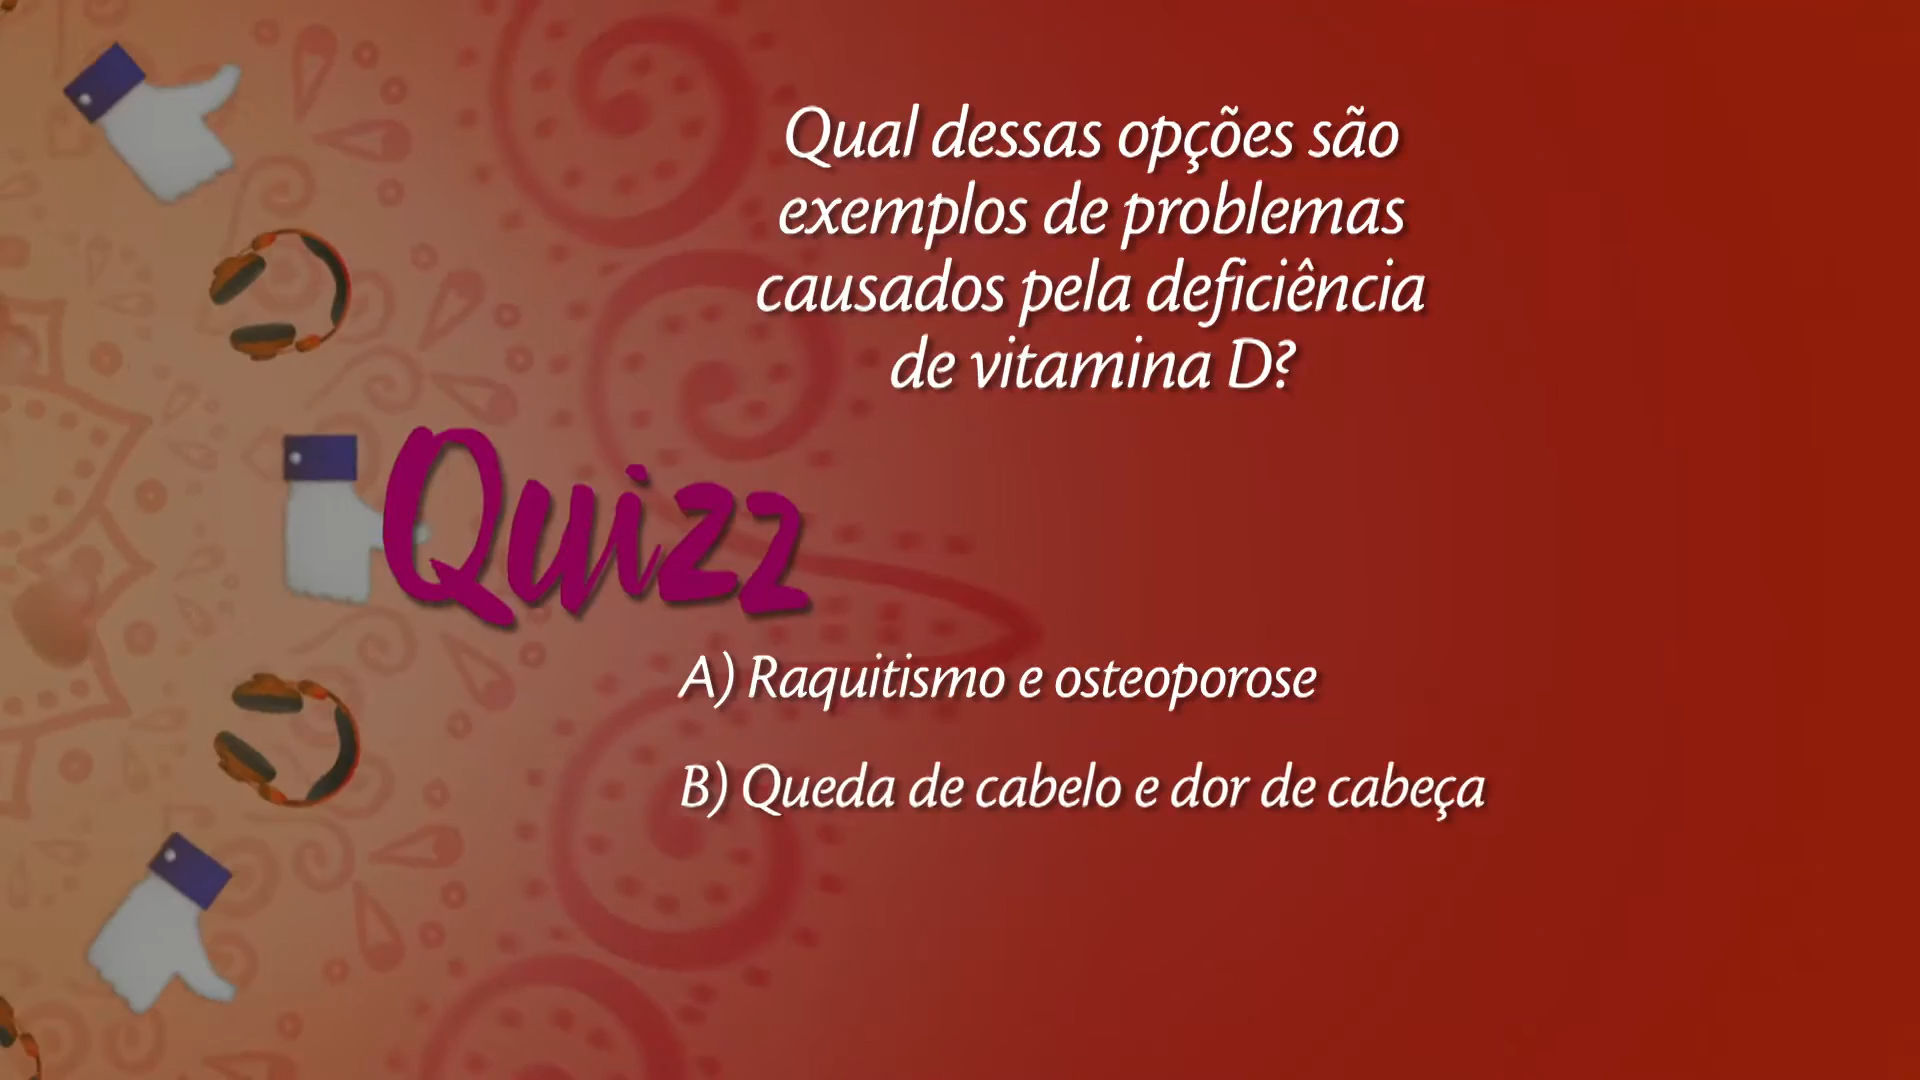 Qual dessas opções são
exemplos de problemas
causados pela deficiência
de vitamina D?
Quizz
A) Raquitismo e osteoporose
B) Queda de cabelo e dor de cabeça